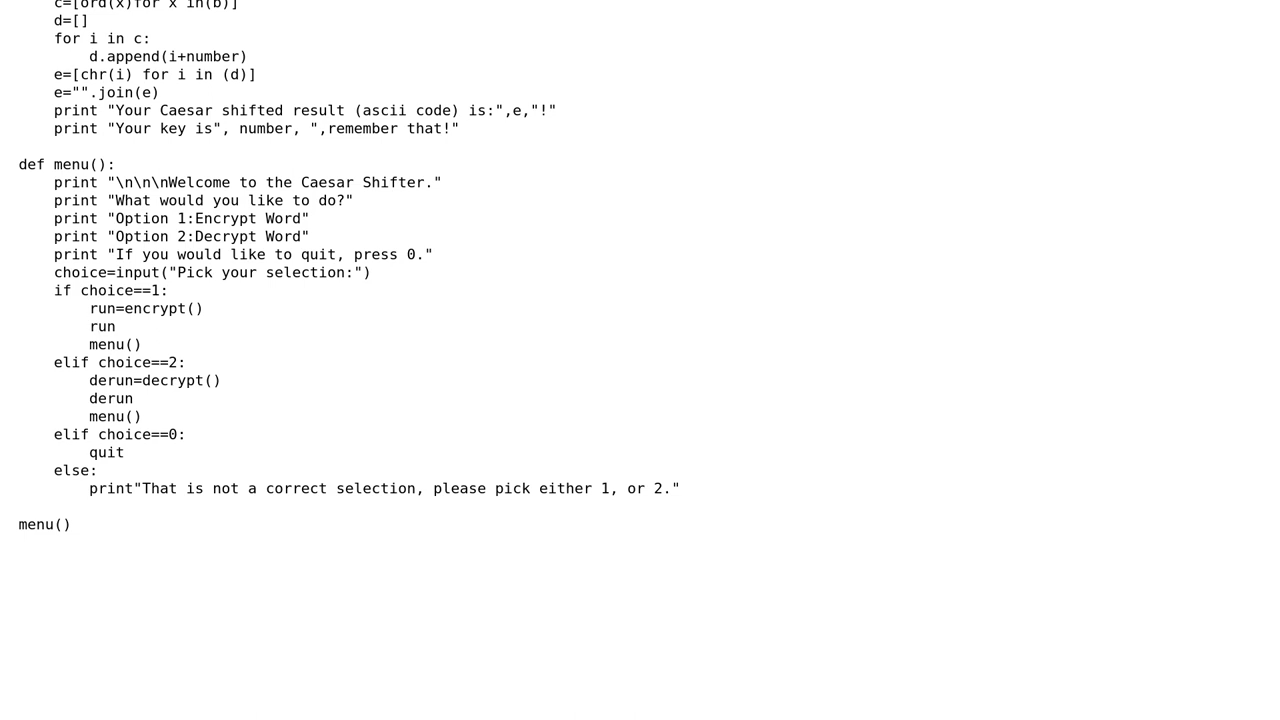 c=[ord(x)for x in(b)]
    d=[]
    for i in c:
        d.append(i+number)
    e=[chr(i) for i in (d)]
    e="".join(e)
    print "Your Caesar shifted result (ascii code) is:",e,"!"
    print "Your key is", number, ",remember that!"

def menu():
    print "\n\n\nWelcome to the Caesar Shifter."
    print "What would you like to do?"
    print "Option 1:Encrypt Word"
    print "Option 2:Decrypt Word"
    print "If you would like to quit, press 0."
    choice=input("Pick your selection:")
    if choice==1:
        run=encrypt()
        run
        menu()
    elif choice==2:
        derun=decrypt()
        derun
        menu()
    elif choice==0:
        quit
    else:
        print"That is not a correct selection, please pick either 1, or 2."

menu()